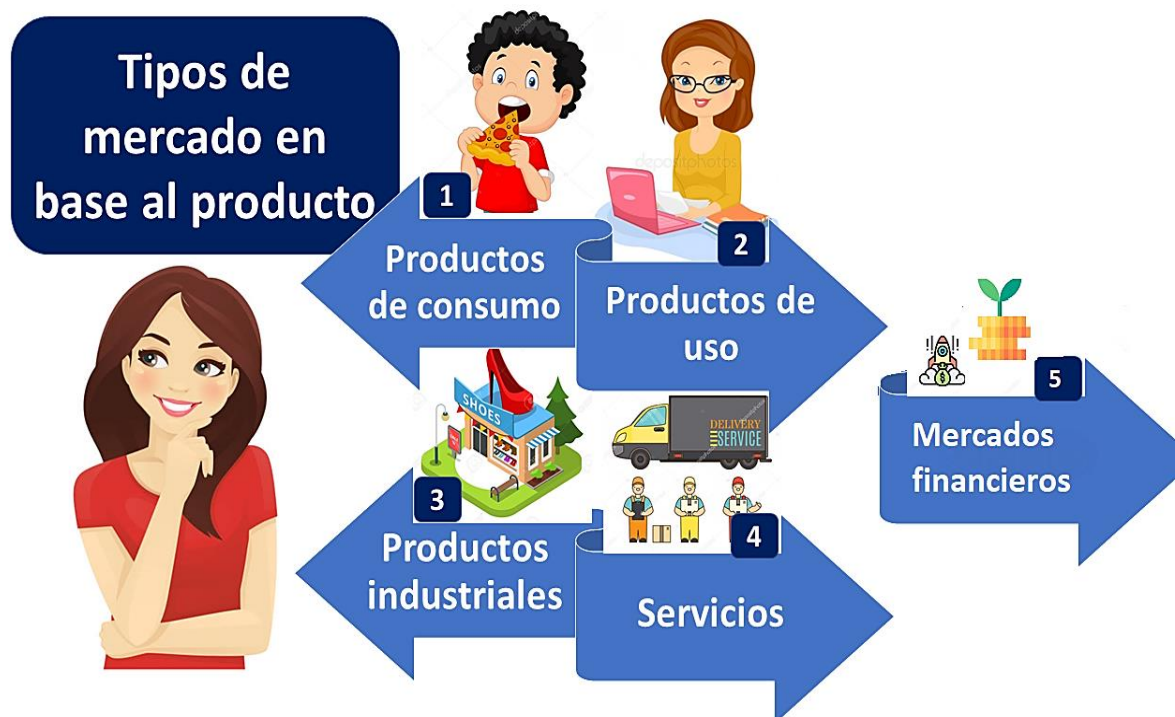 Tipos de
mercado en
base al producto
1
Productos
de consumo
depositphotos
2
Productos de
uso
SHOES
3
Productos
industriales
DELIVERY
SERVICE
4
Servicios
5
Mercados
financieros